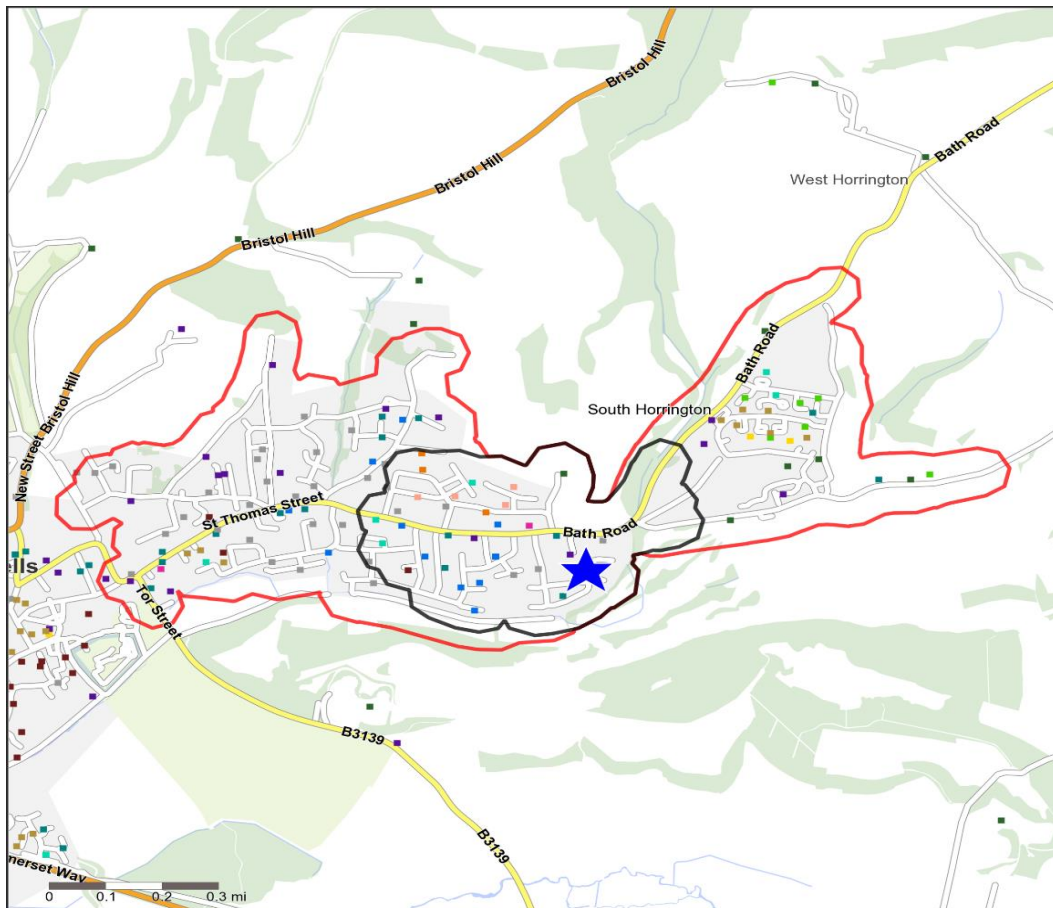 Bristol Hill
Bath Road
West Horrington
Bristol Hill
Bristol Hill
Bath Road
Bristol Hill
South Horrington
New Street
St Thomas Street
Bath Road
ells
Tor Street
B3139
B3139
merset Way
0 0.1 0.2 0.3 mi